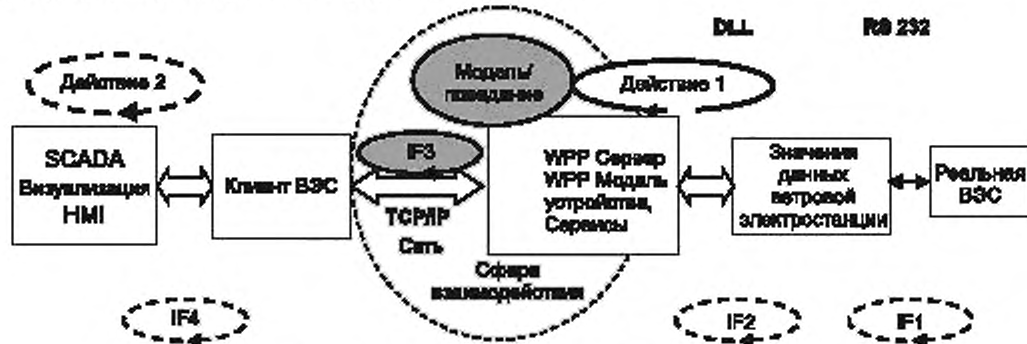 DLL RS 232
Действие 2
Модель/
поведение
Действие 1
SCADA
Визуализация
HMI
Клиент ВЭС
IF3
TCP/IP
Сеть
WPP Сервер
WPP Модель
устройства,
Сервисы
Значения
данных
ветровой
электростанции
Реальная
ВЭС
Сфера
взаимодействия
IF4
IF2
IF1